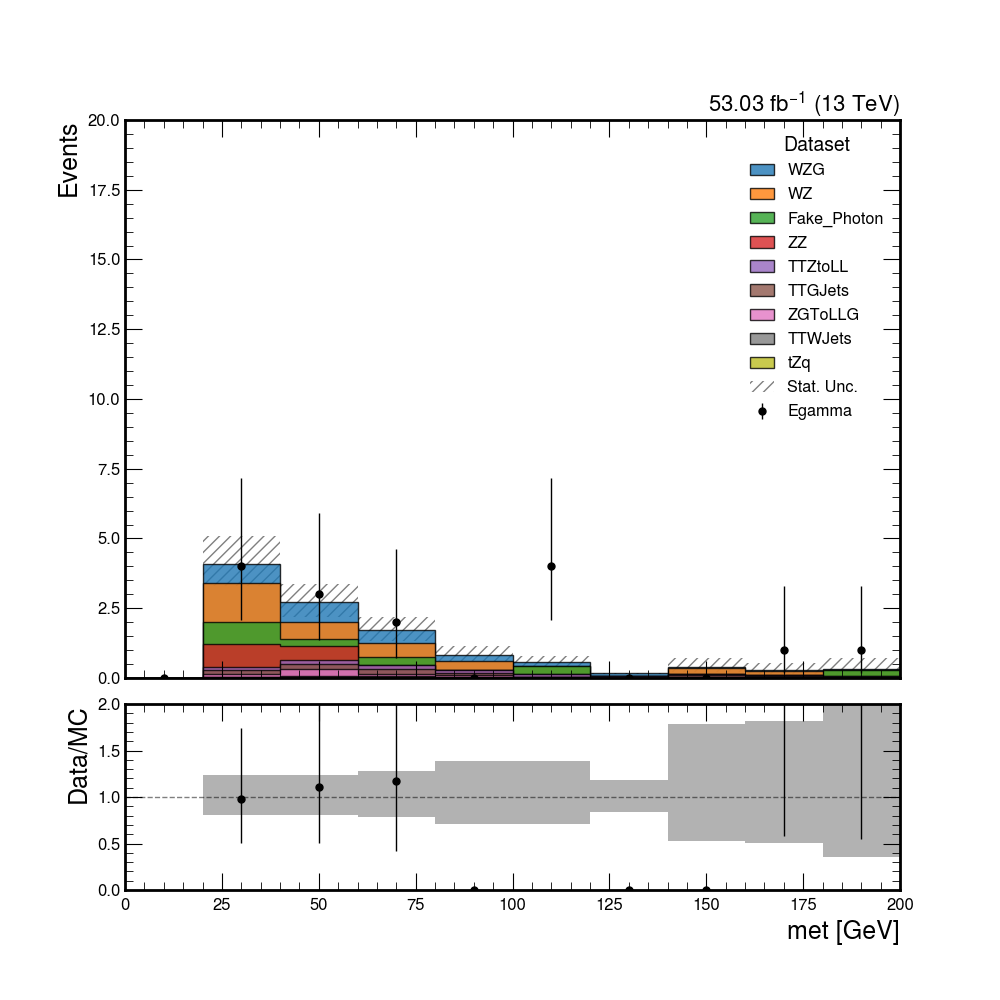 53.03 fb⁻¹ (13 TeV)
Events
20.0
17.5
15.0
12.5
10.0
7.5
5.0
2.5
0.0
Dataset
WZG
WZ
Fake_Photon
ZZ
TTZtoLL
TTGJets
ZGToLLG
TTWJets
tZq
Stat. Unc.
Egamma
Data/MC
2.0
1.5
1.0
0.5
0.0
0 25 50 75 100 125 150 175 200
met [GeV]